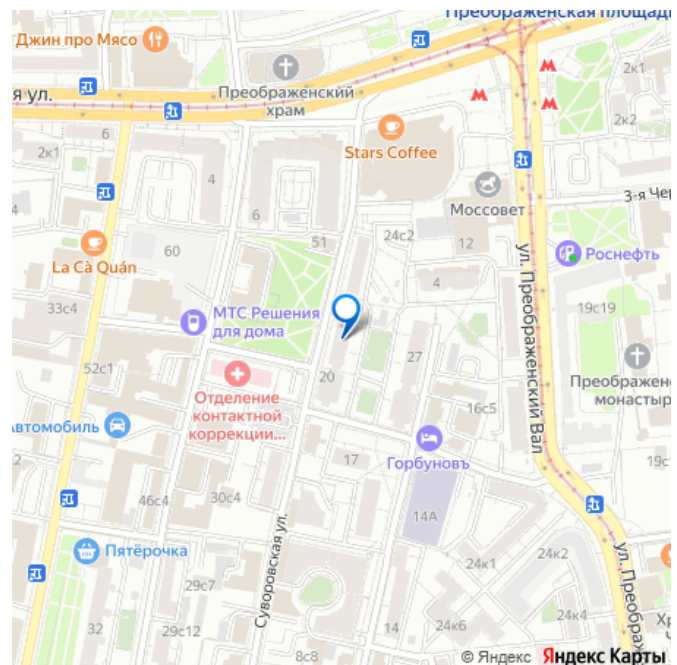 Преображенская площадь
Джин про Мясо
я ул.
Преображенский
храм
6
2к1
4
6
Stars Coffee
2к1
2к2
3-я Чер
Моссовет
51
24с2
12
La Cà Quán
60
4
Роснефть
33с4
МТС Решения
для дома
19с19
ул. Преображенский Вал
52с1
20
27
Преображен
монастыр
Отделение
контактной
коррекции...
16с5
Автомобиль
Горбуновъ
17
19с
46с4
30с4
14А
Пятёрочка
Суворовская ул.
24к1
24к2
ул. Преображ
29с7
32
29с12
14
24к6
24к4
Хр
8с8
© Яндекс Яндекс Карты